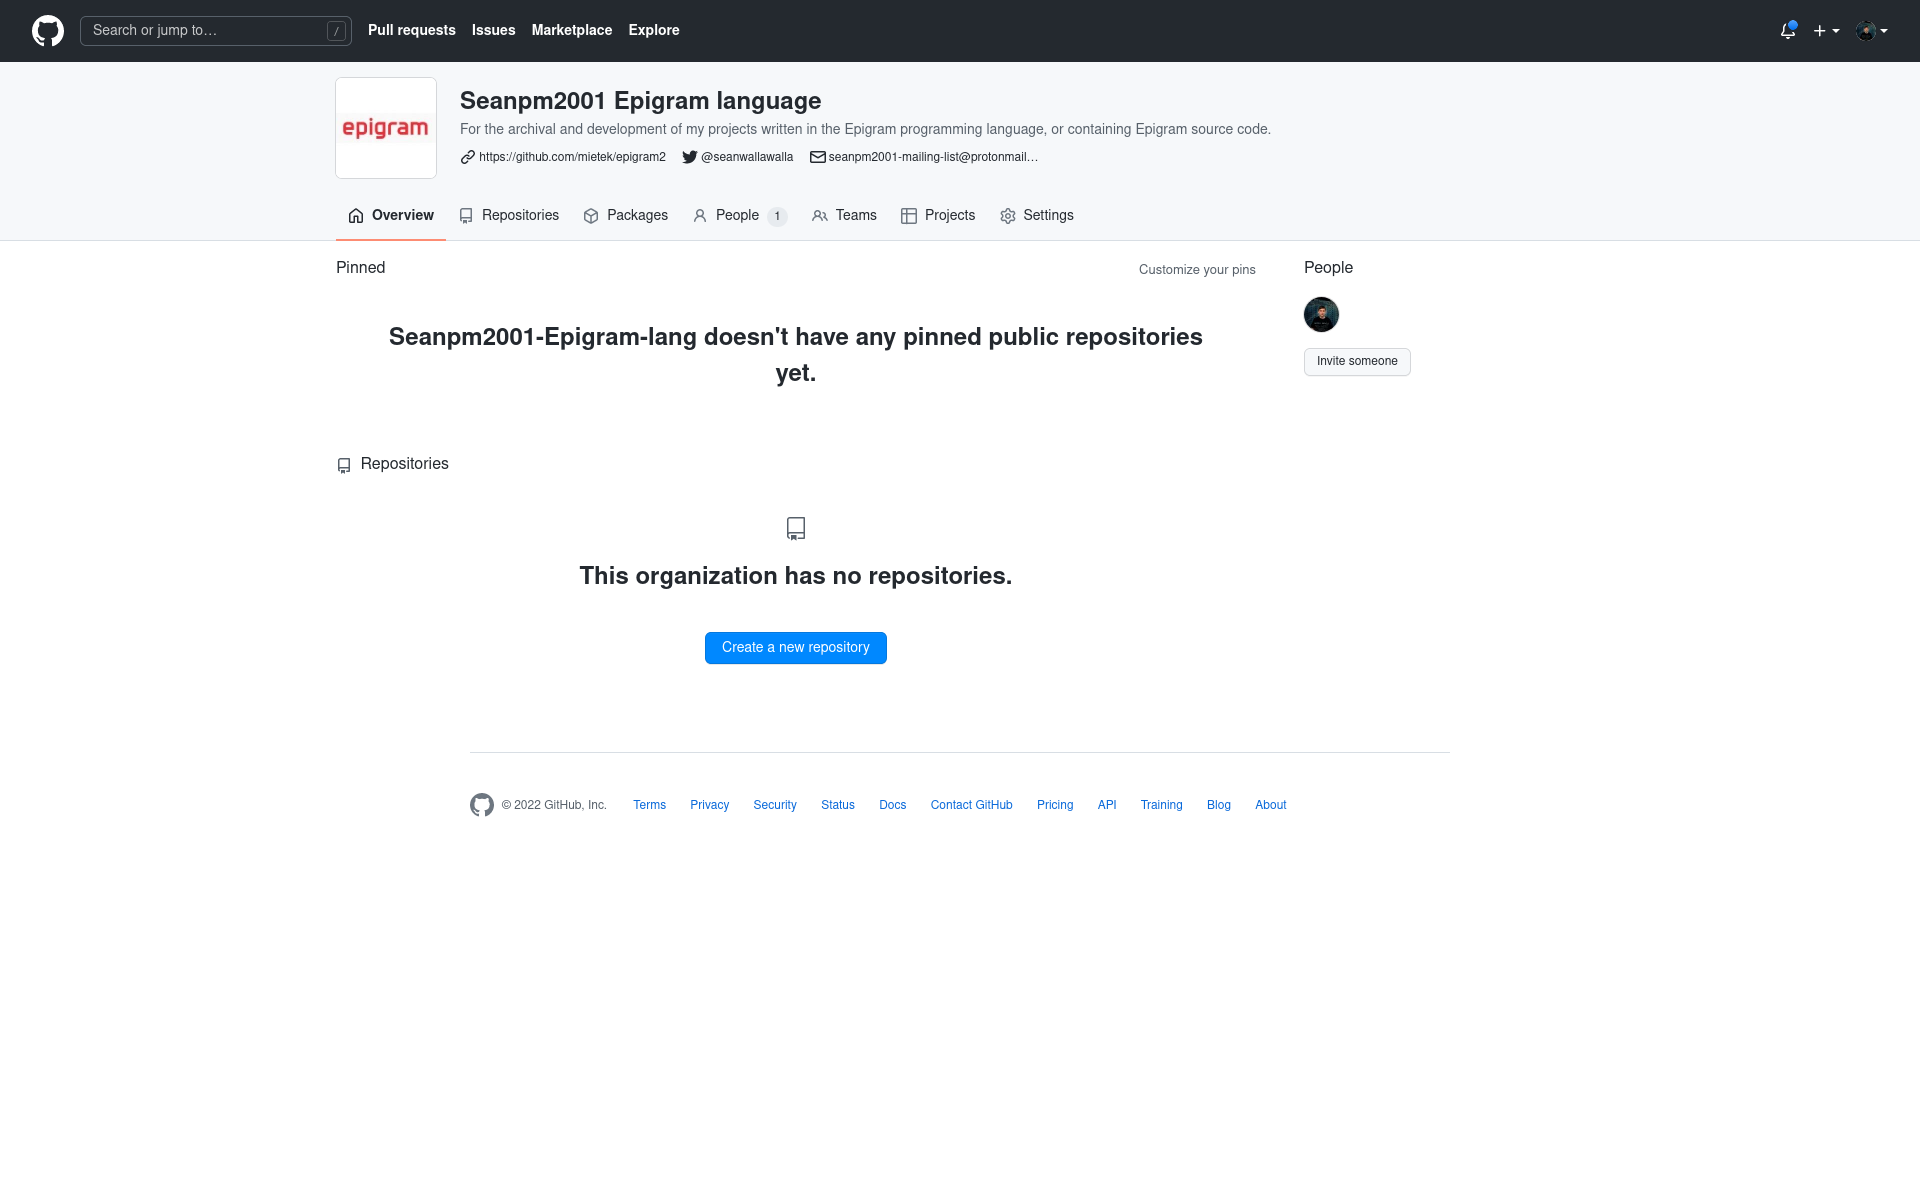 Search or jump to…
/
Pull requests
Issues
Marketplace
Explore
epigram
Seanpm2001 Epigram language
For the archival and development of my projects written in the Epigram programming language, or containing Epigram source code.
https://github.com/mietek/epigram2
@seanwallawalla
seanpm2001-mailing-list@protonmail…
Overview
Repositories
Packages
People 1
Teams
Projects
Settings
Pinned
Customize your pins
Seanpm2001-Epigram-lang doesn't have any pinned public repositories
yet.
People
Invite someone
Repositories
This organization has no repositories.
Create a new repository
© 2022 GitHub, Inc.
Terms
Privacy
Security
Status
Docs
Contact GitHub
Pricing
API
Training
Blog
About